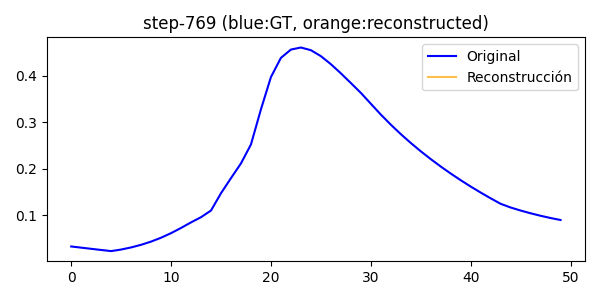 step-769 (blue:GT, orange:reconstructed)
Original
Reconstrucción
0.4
0.3
0.2
0.1
0 10 20 30 40 50